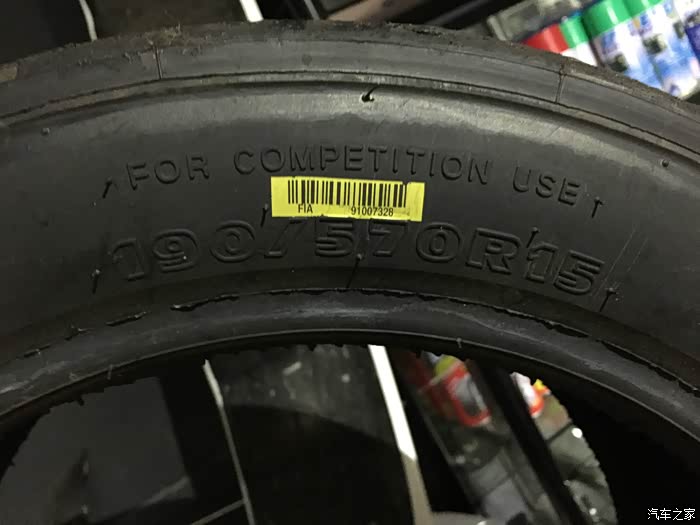 FOR COMPETITION USE
FIA 91007328
190/570R15
汽车之家